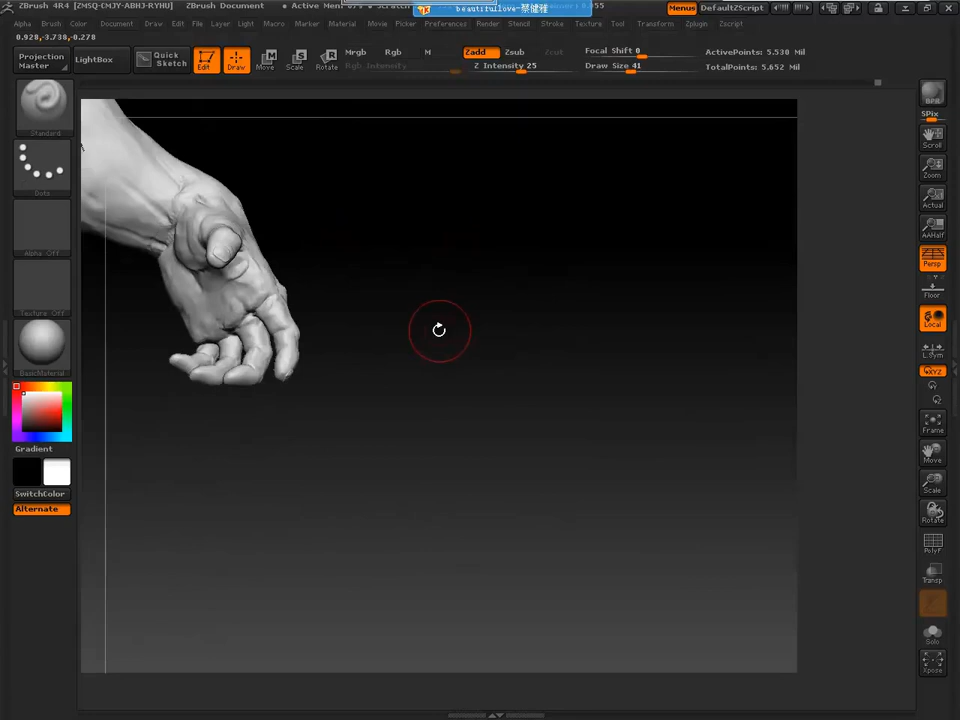 ZBrush 4R4 [ZMSQ-CMJY-ABHJ-RYHU]
ZBrush Document
beautifullove-蔡健雅
Menus
DefaultZScript
Alpha
Brush
Color
Document
Draw
Edit
File
Layer
Light
Macro
Marker
Material
Movie
Picker
Preferences
Render
Stencil
Stroke
Texture
Tool
Transform
Zplugin
Zscript
0.928,-3.738,-0.278
Projection Master
LightBox
Quick Sketch
Edit
Draw
Move
Scale
Rotate
Mrgb
Rgb
M
Rgb Intensity
Zadd
Zsub
Zcut
Z Intensity 25
Focal Shift 0
Draw Size 41
ActivePoints: 5.530 Mil
TotalPoints: 5.652 Mil
Standard
Dots
Alpha Off
Texture Off
BasicMaterial
Gradient
SwitchColor
Alternate
BPR
SPix
Scroll
Zoom
Actual
AAHalf
Persp
Floor
Local
L.Sym
XYZ
Frame
Move
Scale
Rotate
PolyF
Transp
Solo
Xpose